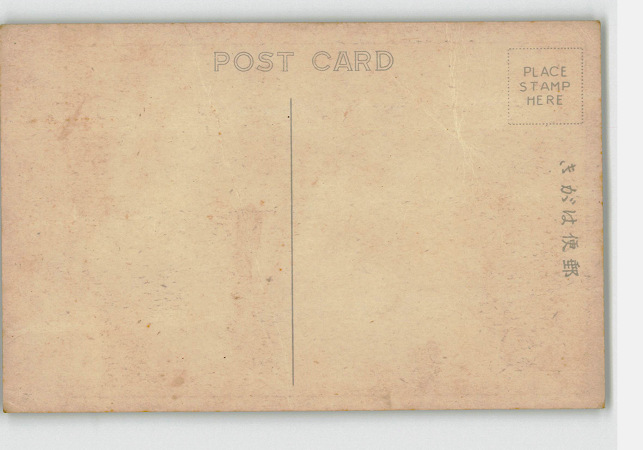 POST CARD
PLACE
STAMP
HERE
郵便はがき